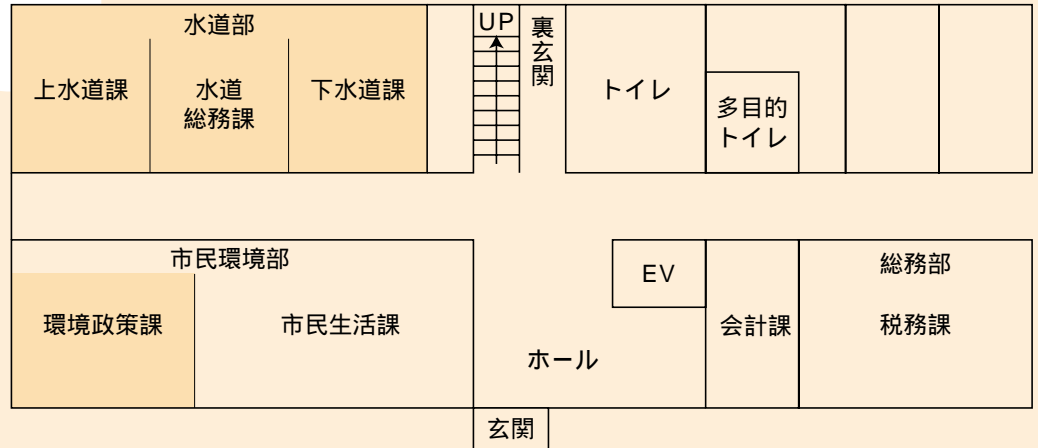 水道部
上水道課
水道
総務課
下水道課
UP
裏玄関
トイレ
多目的
トイレ
市民環境部
環境政策課
市民生活課
ホール
EV
会計課
総務部
税務課
玄関